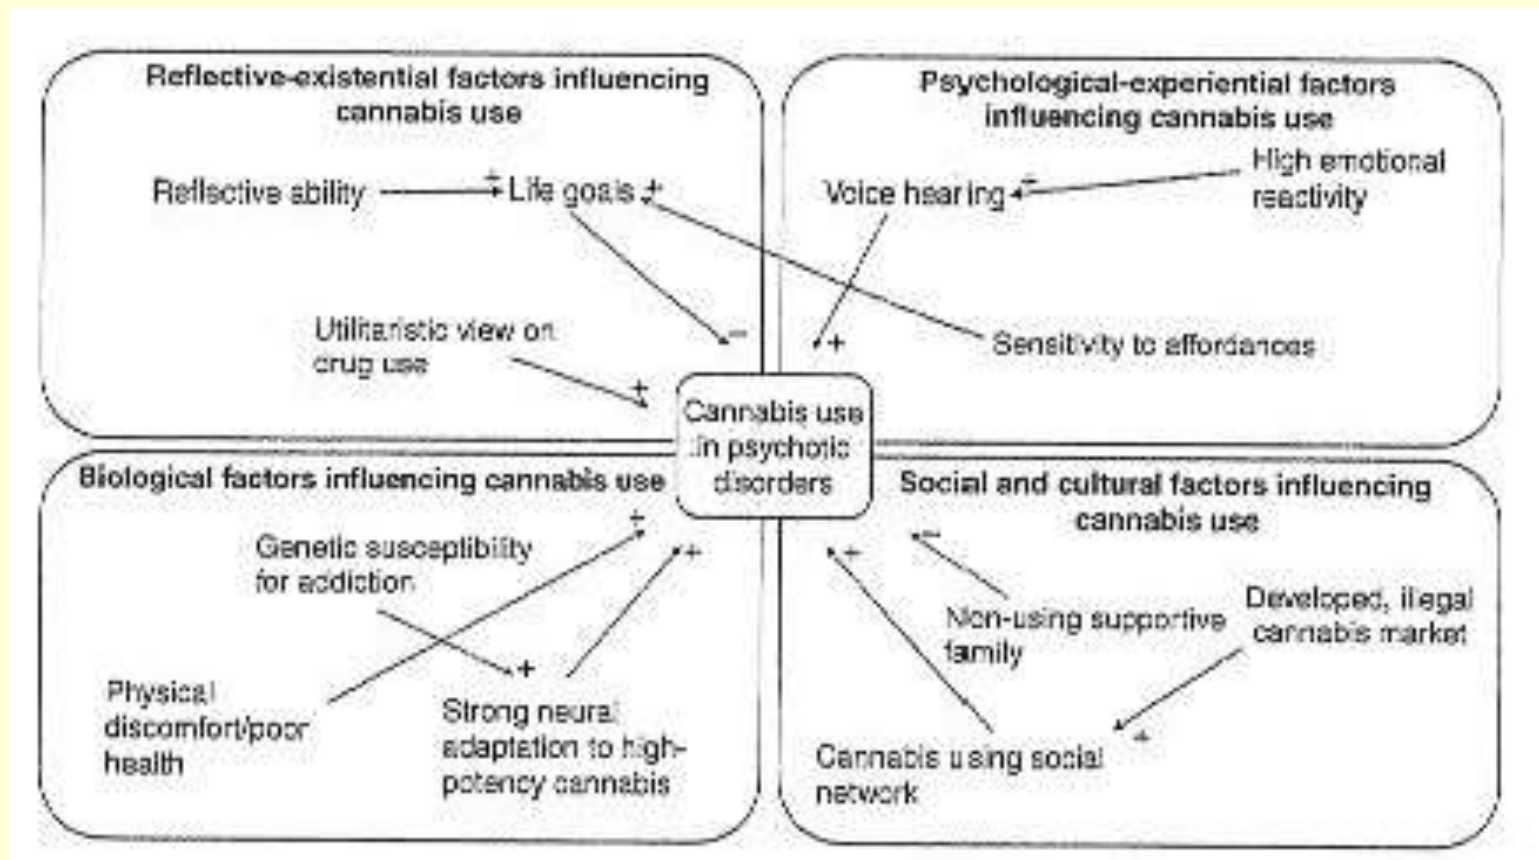 Reflective-existential factors influencing
cannabis use
Reflective ability
+
Life goals
+
−
Utilitaristic view on
drug use
+
Psychological-experiential factors
influencing cannabis use
Voice hearing
+
High emotional
reactivity
+
Sensitivity to affordances
Cannabis use
in psychotic
disorders
Biological factors influencing cannabis use
Genetic susceptibility
for addiction
+
+
Physical
discomfort/poor
health
+
Strong neural
adaptation to high-
potency cannabis
Social and cultural factors influencing
cannabis use
+
−
Non-using supportive
family
Developed, illegal
cannabis market
+
Cannabis using social
network